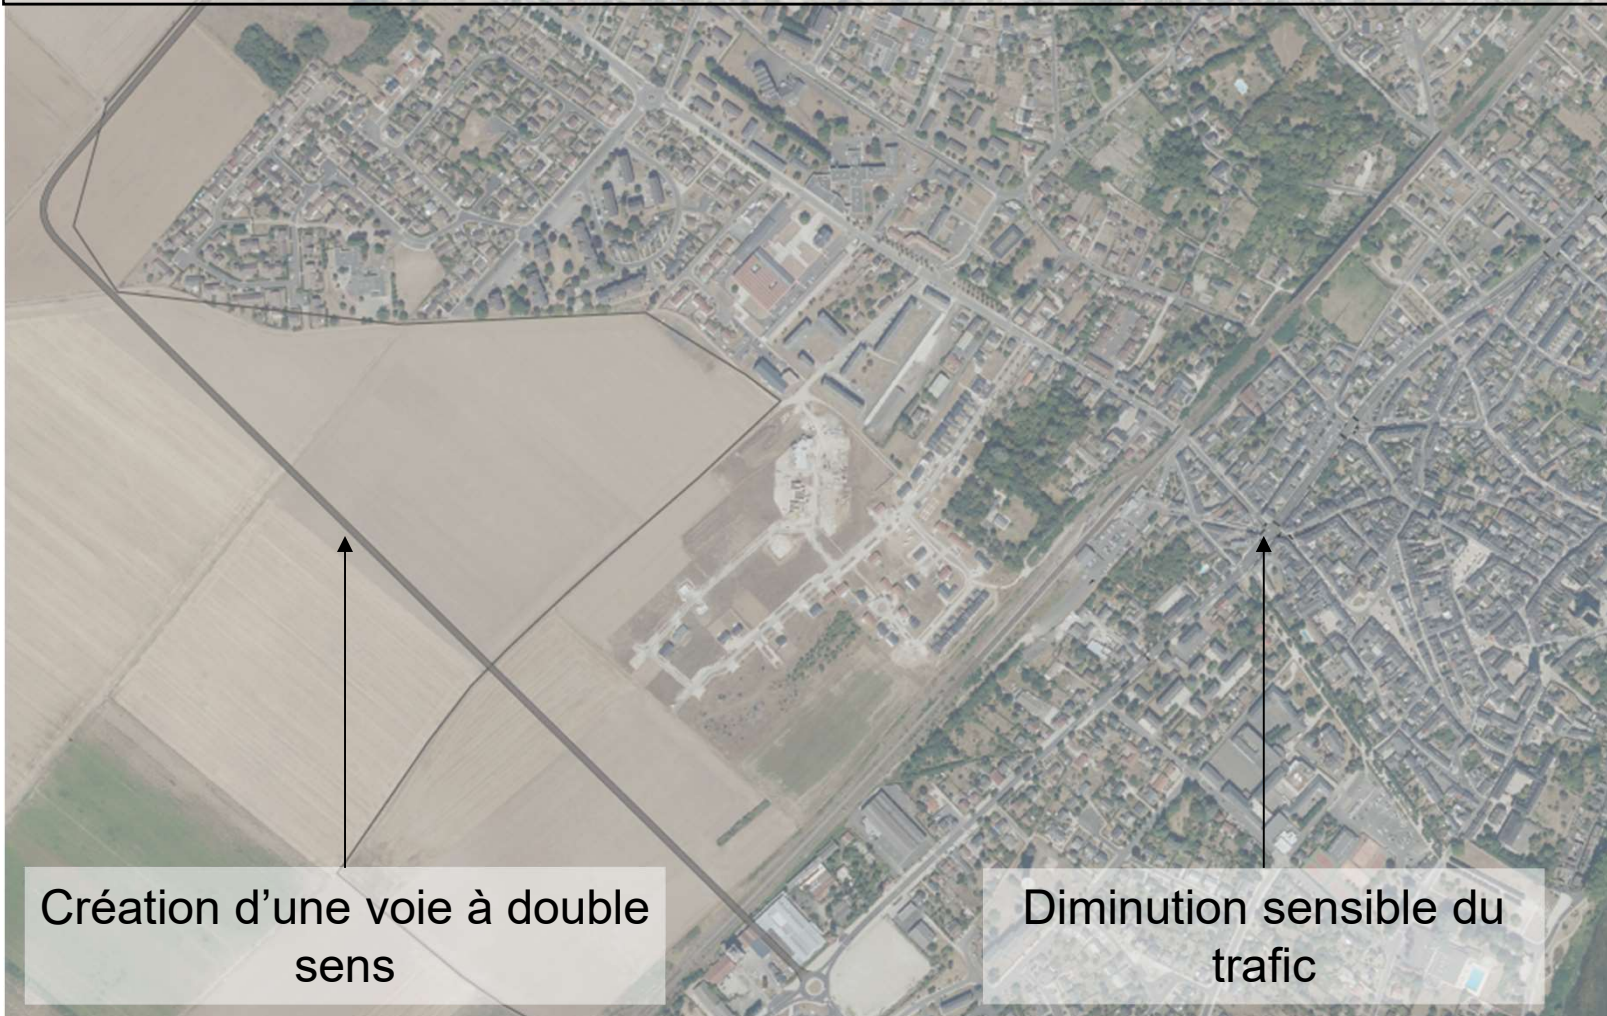 Création d’une voie à double
sens
Diminution sensible du
trafic